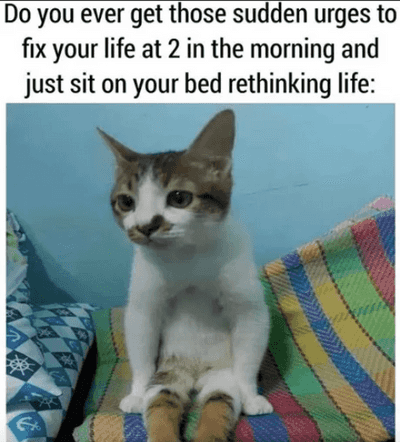 Do you ever get those sudden urges to
fix your life at 2 in the morning and
just sit on your bed rethinking life: